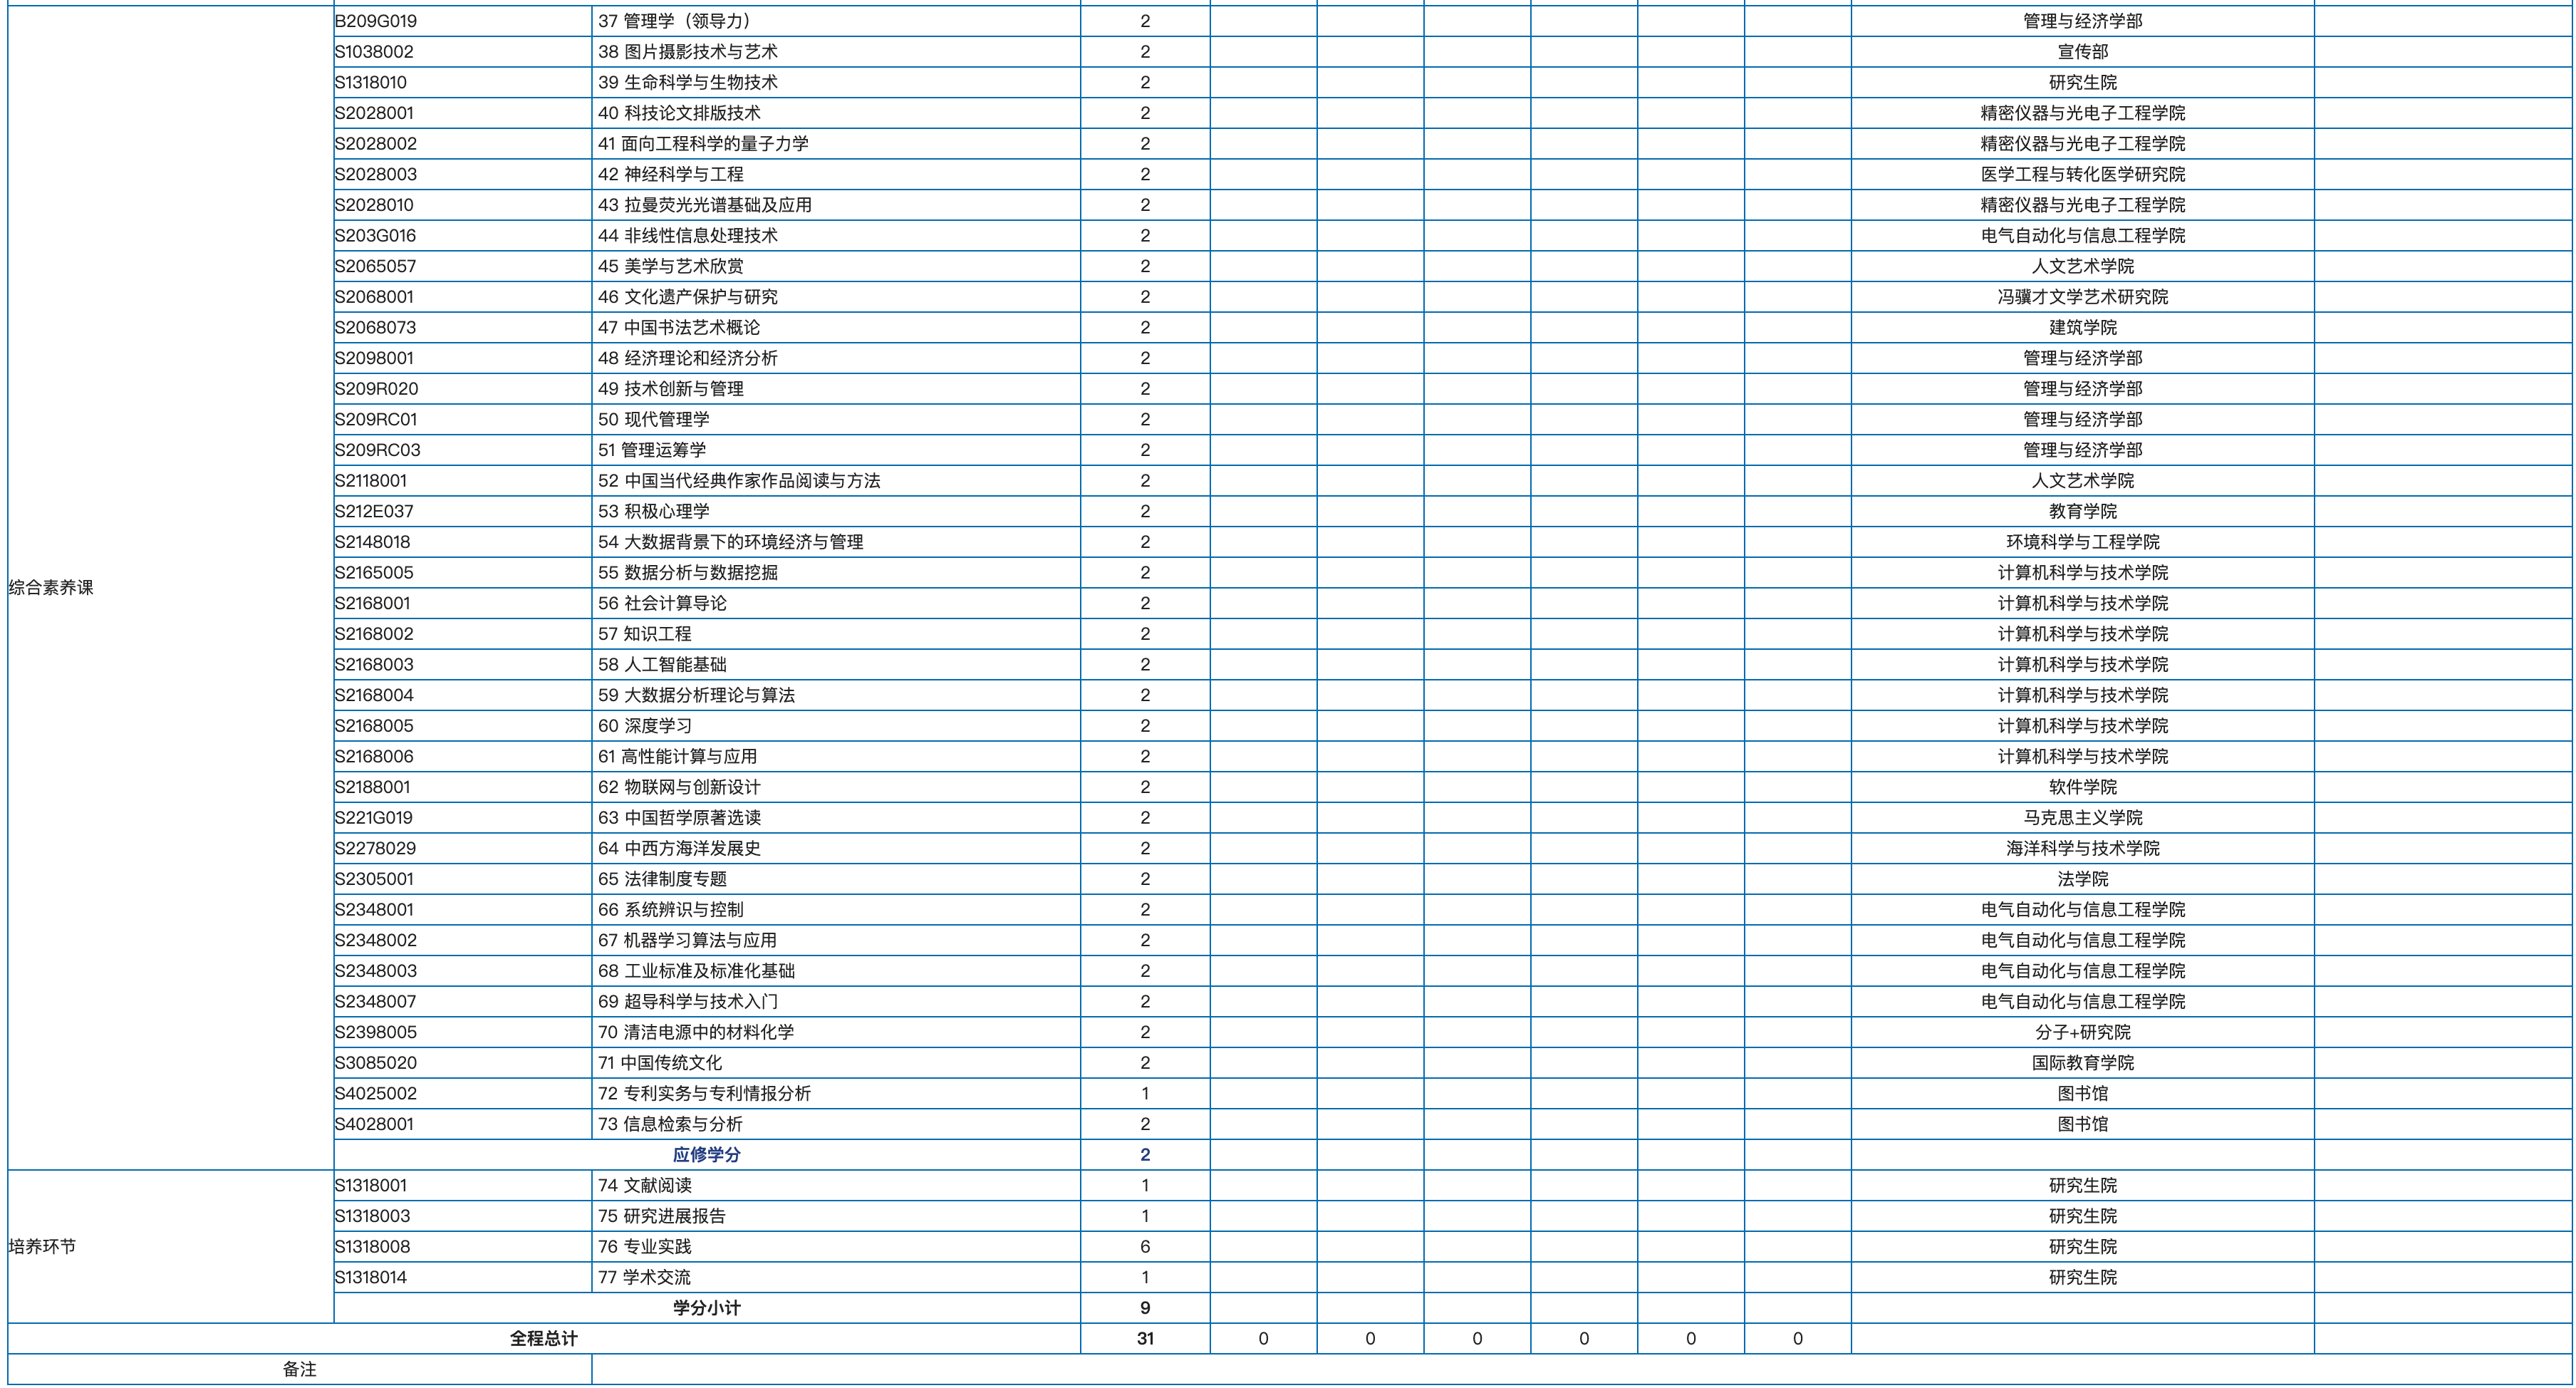 B209G019 37 管理学（领导力） 2 管理与经济学部
S1038002 38 图片摄影技术与艺术 2 宣传部
S1318010 39 生命科学与生物技术 2 研究生院
S2028001 40 科技论文排版技术 2 精密仪器与光电子工程学院
S2028002 41 面向工程科学的量子力学 2 精密仪器与光电子工程学院
S2028003 42 神经科学与工程 2 医学工程与转化医学研究院
S2028010 43 拉曼荧光光谱基础及应用 2 精密仪器与光电子工程学院
S203G016 44 非线性信息处理技术 2 电气自动化与信息工程学院
S2065057 45 美学与艺术欣赏 2 人文艺术学院
S2068001 46 文化遗产保护与研究 2 冯骥才文学艺术研究院
S2068073 47 中国书法艺术概论 2 建筑学院
S2098001 48 经济理论和经济分析 2 管理与经济学部
S209R020 49 技术创新与管理 2 管理与经济学部
S209RC01 50 现代管理学 2 管理与经济学部
S209RC03 51 管理运筹学 2 管理与经济学部
S2118001 52 中国当代经典作家作品阅读与方法 2 人文艺术学院
S212E037 53 积极心理学 2 教育学院
S2148018 54 大数据背景下的环境经济与管理 2 环境科学与工程学院
S2165005 55 数据分析与数据挖掘 2 计算机科学与技术学院
综合素养课
S2168001 56 社会计算导论 2 计算机科学与技术学院
S2168002 57 知识工程 2 计算机科学与技术学院
S2168003 58 人工智能基础 2 计算机科学与技术学院
S2168004 59 大数据分析理论与算法 2 计算机科学与技术学院
S2168005 60 深度学习 2 计算机科学与技术学院
S2168006 61 高性能计算与应用 2 计算机科学与技术学院
S2188001 62 物联网与创新设计 2 软件学院
S221G019 63 中国哲学原著选读 2 马克思主义学院
S2278029 64 中西方海洋发展史 2 海洋科学与技术学院
S2305001 65 法律制度专题 2 法学院
S2348001 66 系统辨识与控制 2 电气自动化与信息工程学院
S2348002 67 机器学习算法与应用 2 电气自动化与信息工程学院
S2348003 68 工业标准及标准化基础 2 电气自动化与信息工程学院
S2348007 69 超导科学与技术入门 2 电气自动化与信息工程学院
S2398005 70 清洁电源中的材料化学 2 分子+研究院
S3085020 71 中国传统文化 2 国际教育学院
S4025002 72 专利实务与专利情报分析 1 图书馆
S4028001 73 信息检索与分析 2 图书馆
应修学分 2
S1318001 74 文献阅读 1 研究生院
S1318003 75 研究进展报告 1 研究生院
培养环节 S1318008 76 专业实践 6 研究生院
S1318014 77 学术交流 1 研究生院
学分小计 9
全程总计 31 0 0 0 0 0 0
备注